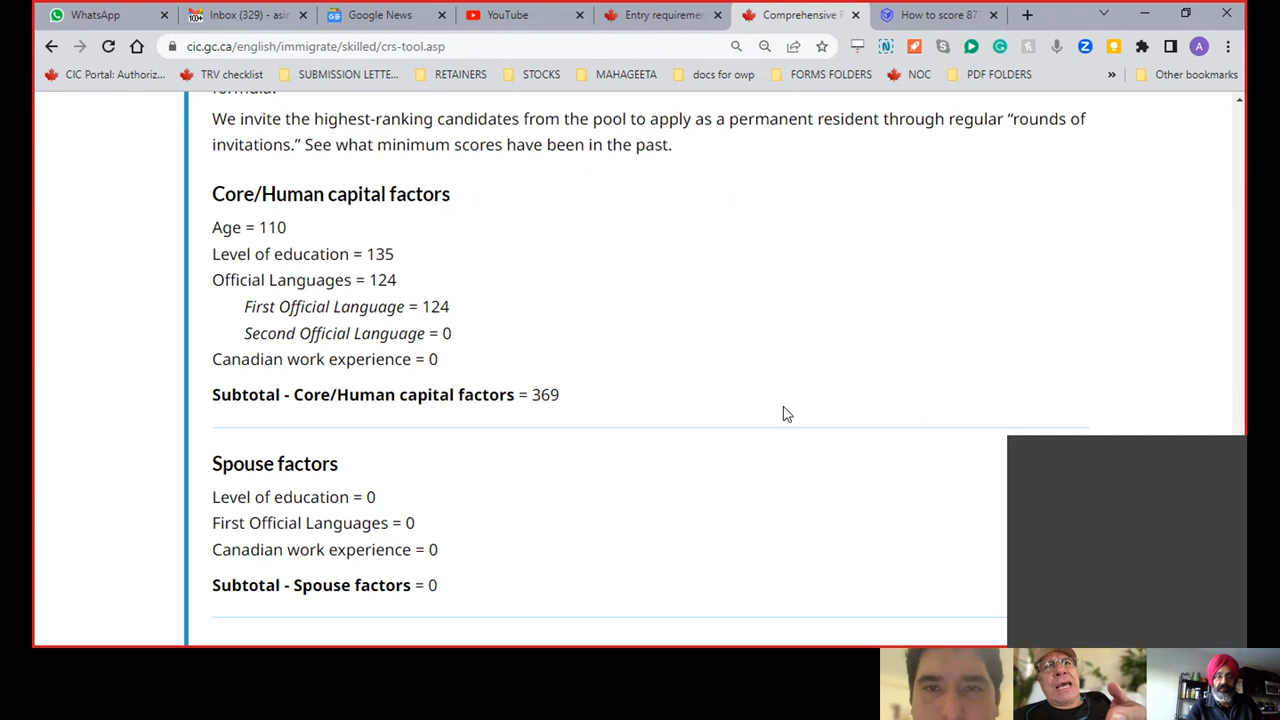 WhatsApp
100+
Inbox (329) - asin
Google News
YouTube
Entry requireme
Comprehensive F
How to score 87
cic.gc.ca/english/immigrate/skilled/crs-tool.asp
A
CIC Portal: Authoriz...
TRV checklist
SUBMISSION LETTE...
RETAINERS
STOCKS
MAHAGEETA
docs for owp
FORMS FOLDERS
NOC
PDF FOLDERS
»
Other bookmarks
formula.
We invite the highest-ranking candidates from the pool to apply as a permanent resident through regular “rounds of
invitations.” See what minimum scores have been in the past.
Core/Human capital factors
Age = 110
Level of education = 135
Official Languages = 124
First Official Language = 124
Second Official Language = 0
Canadian work experience = 0
Subtotal - Core/Human capital factors = 369
Spouse factors
Level of education = 0
First Official Languages = 0
Canadian work experience = 0
Subtotal - Spouse factors = 0